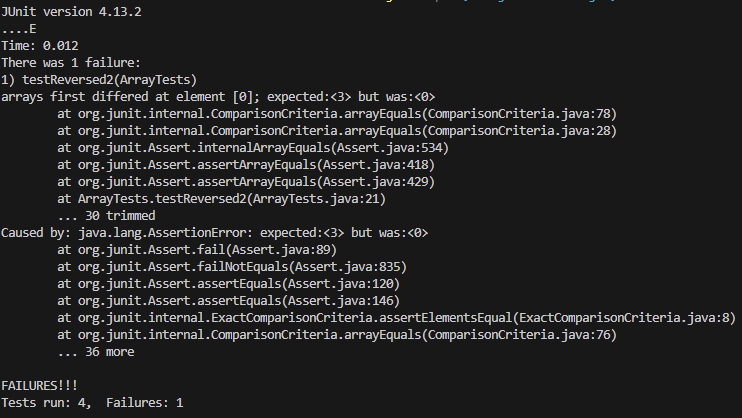 JUnit version 4.13.2
....E
Time: 0.012
There was 1 failure:
1) testReversed2(ArrayTests)
arrays first differed at element [0]; expected:<3> but was:<0>
        at org.junit.internal.ComparisonCriteria.arrayEquals(ComparisonCriteria.java:78)
        at org.junit.internal.ComparisonCriteria.arrayEquals(ComparisonCriteria.java:28)
        at org.junit.Assert.internalArrayEquals(Assert.java:534)
        at org.junit.Assert.assertArrayEquals(Assert.java:418)
        at org.junit.Assert.assertArrayEquals(Assert.java:429)
        at ArrayTests.testReversed2(ArrayTests.java:21)
        ... 30 trimmed
Caused by: java.lang.AssertionError: expected:<3> but was:<0>
        at org.junit.Assert.fail(Assert.java:89)
        at org.junit.Assert.failNotEquals(Assert.java:835)
        at org.junit.Assert.assertEquals(Assert.java:120)
        at org.junit.Assert.assertEquals(Assert.java:146)
        at org.junit.internal.ExactComparisonCriteria.assertElementsEqual(ExactComparisonCriteria.java:8)
        at org.junit.internal.ComparisonCriteria.arrayEquals(ComparisonCriteria.java:76)
        ... 36 more

FAILURES!!!
Tests run: 4,  Failures: 1